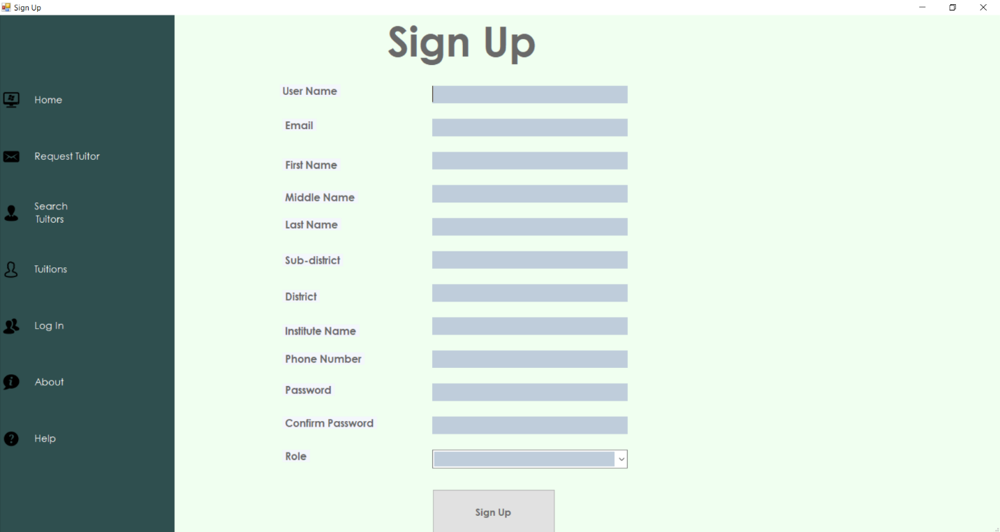 Sign Up
Sign Up
Home
Request Tuitor
Search
Tuitors
Tuitions
Log In
About
Help
User Name
Email
First Name
Middle Name
Last Name
Sub-district
District
Institute Name
Phone Number
Password
Confirm Password
Role
Sign Up